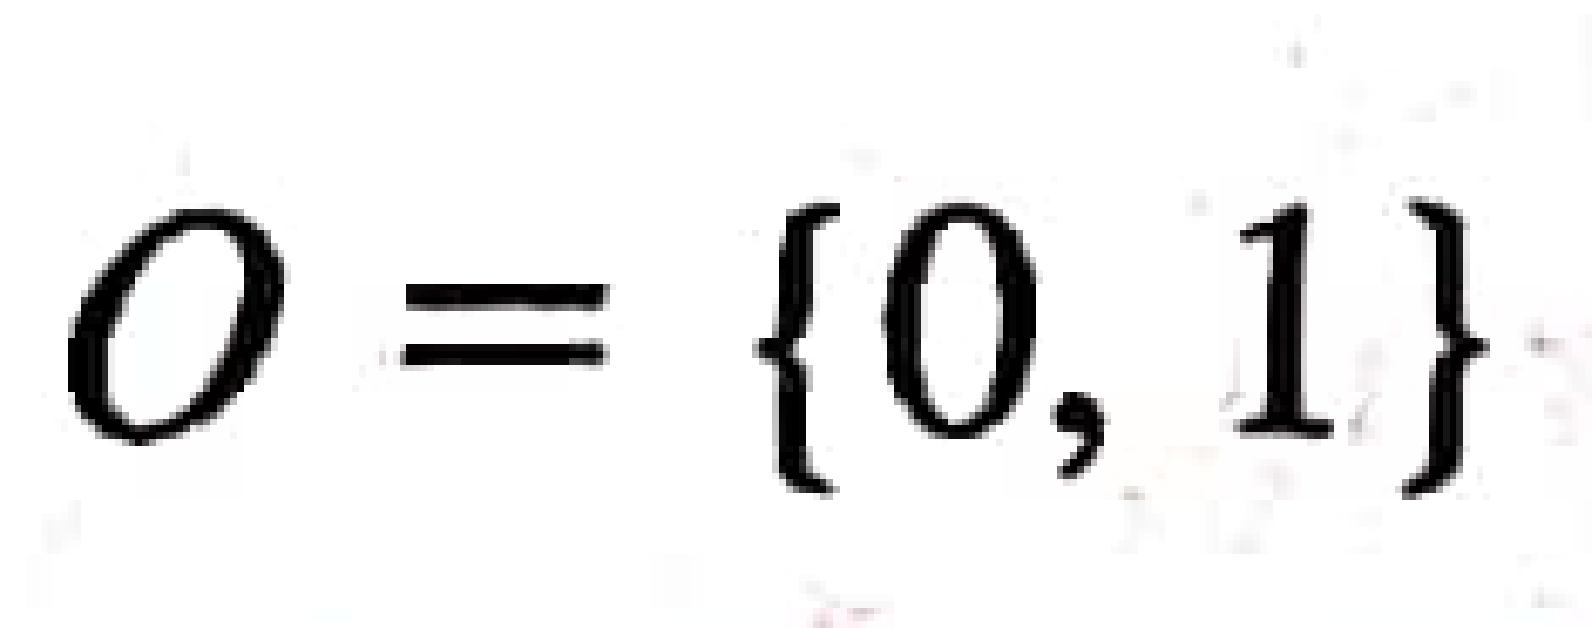 O = {0, 1}